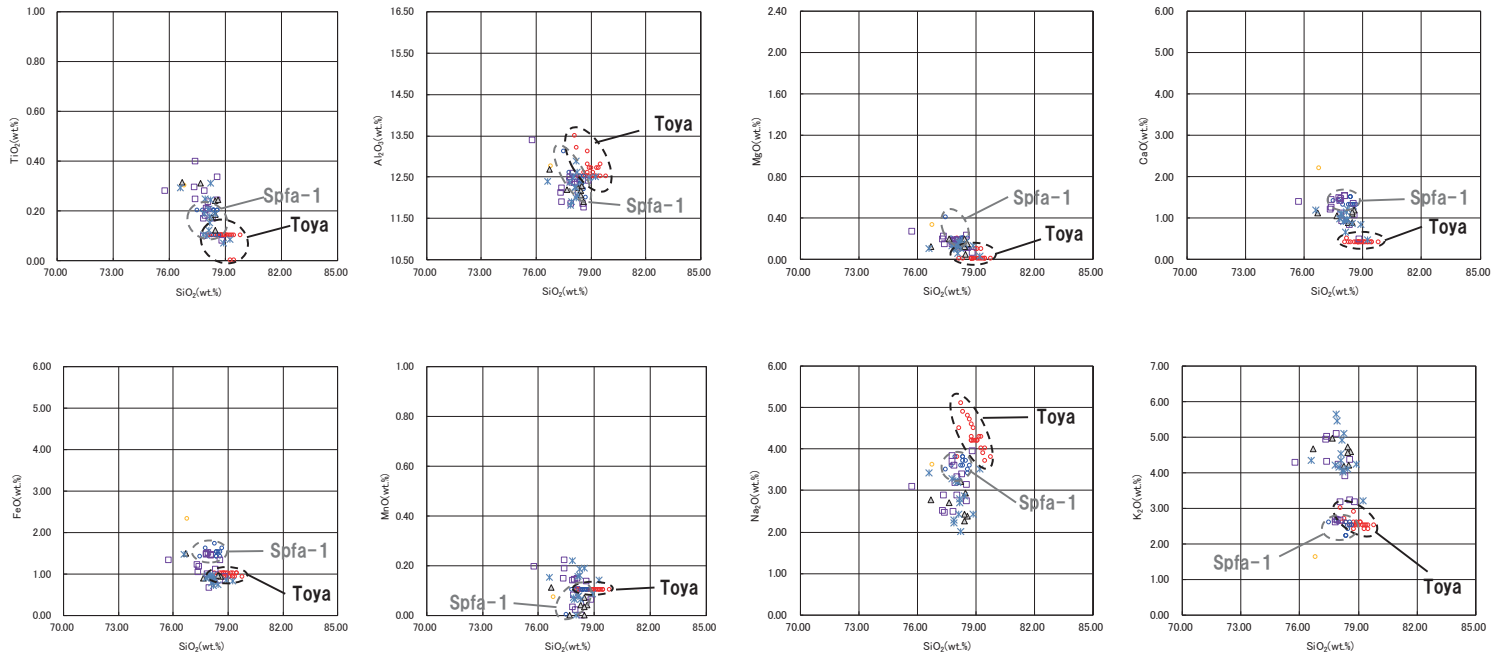 1.00
0.80
0.60
0.40
0.20
0.00
TiO2(wt.%)
70.00 73.00 76.00 79.00 82.00 85.00
SiO2(wt.%)
Spfa-1
Toya
16.50
15.50
14.50
13.50
12.50
11.50
10.50
Al2O3(wt.%)
70.00 73.00 76.00 79.00 82.00 85.00
SiO2(wt.%)
Toya
Spfa-1
2.40
2.00
1.60
1.20
0.80
0.40
0.00
MgO(wt.%)
70.00 73.00 76.00 79.00 82.00 85.00
SiO2(wt.%)
Spfa-1
Toya
6.00
5.00
4.00
3.00
2.00
1.00
0.00
CaO(wt.%)
70.00 73.00 76.00 79.00 82.00 85.00
SiO2(wt.%)
Spfa-1
Toya
6.00
5.00
4.00
3.00
2.00
1.00
0.00
FeO(wt.%)
70.00 73.00 76.00 79.00 82.00 85.00
SiO2(wt.%)
Spfa-1
Toya
1.00
0.80
0.60
0.40
0.20
0.00
MnO(wt.%)
70.00 73.00 76.00 79.00 82.00 85.00
SiO2(wt.%)
Toya
Spfa-1
6.00
5.00
4.00
3.00
2.00
1.00
0.00
Na2O(wt.%)
70.00 73.00 76.00 79.00 82.00 85.00
SiO2(wt.%)
Toya
Spfa-1
7.00
6.00
5.00
4.00
3.00
2.00
1.00
0.00
K2O(wt.%)
70.00 73.00 76.00 79.00 82.00 85.00
SiO2(wt.%)
Spfa-1
Toya